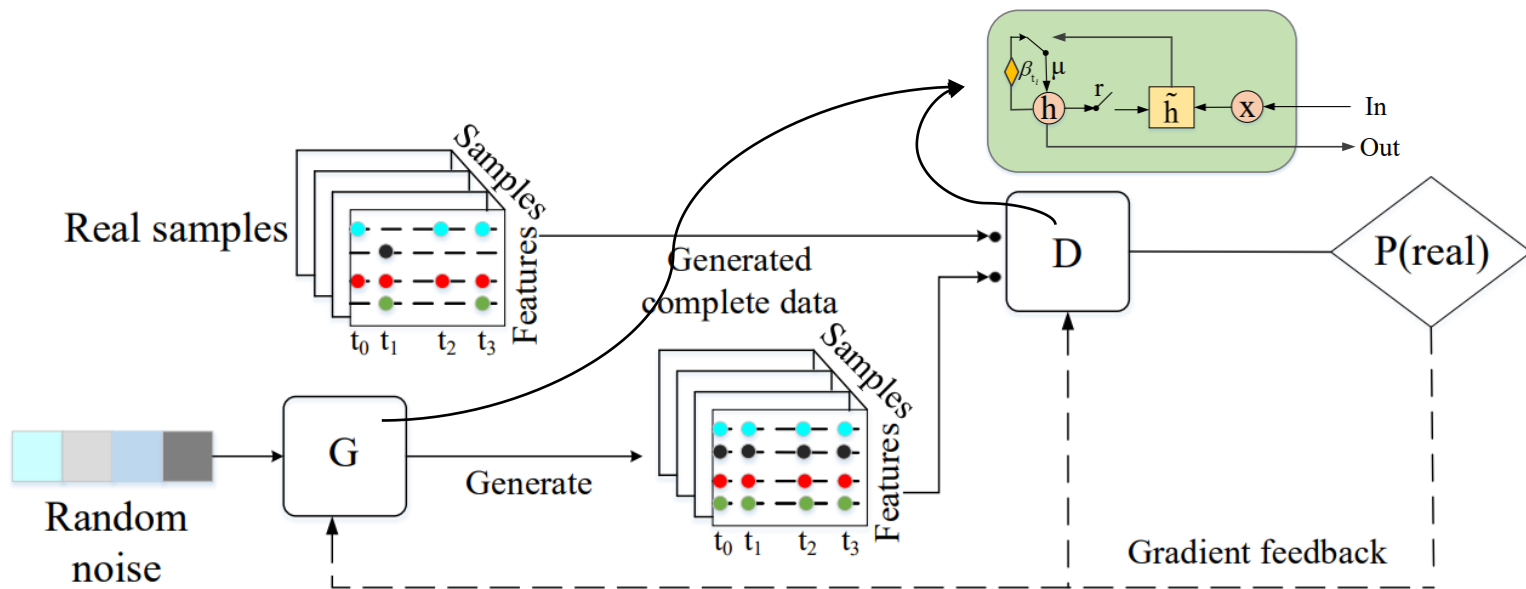 β
t
i
μ
r
h
h̃
x
In
Out
Samples
Real samples
Features
t₀ t₁ t₂ t₃
Generated
complete data
D
P(real)
Samples
Features
t₀ t₁ t₂ t₃
G
Generate
Random
noise
Gradient feedback